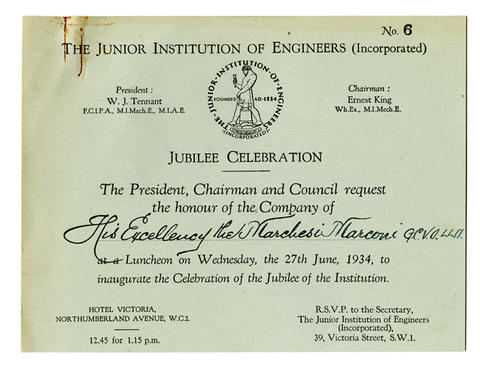 No. 6
THE JUNIOR INSTITUTION OF ENGINEERS (Incorporated)
President :
W. J. Tennant
F.C.I.P.A., M.I.Mech.E., M.I.A.E.
THE·JUNIOR·INSTITUTION·OF·ENGINEERS
FOUNDED AD·1884
(INCORPORATED)
Chairman :
Ernest King
Wh.Ex., M.I.Mech.E.
JUBILEE CELEBRATION
The President, Chairman and Council request
the honour of the Company of
His Excellency the Marchesi Marconi G.C.V.O. LL.D.
at a Luncheon on Wednesday, the 27th June, 1934, to
inaugurate the Celebration of the Jubilee of the Institution.
HOTEL VICTORIA,
NORTHUMBERLAND AVENUE, W.C.2.
12.45 for 1.15 p.m.
R.S.V.P. to the Secretary,
The Junior Institution of Engineers
(Incorporated),
39, Victoria Street, S.W.1.